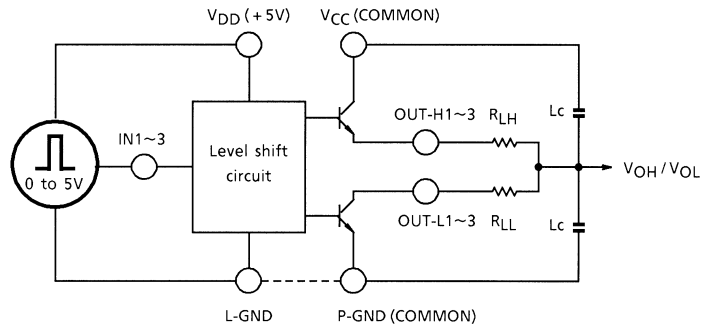 VDD (+5V)
VCC (COMMON)
IN1~3
0 to 5V
Level shift
circuit
OUT-H1~3
RLH
Lc
VOH / VOL
OUT-L1~3
RLL
Lc
L-GND
P-GND (COMMON)